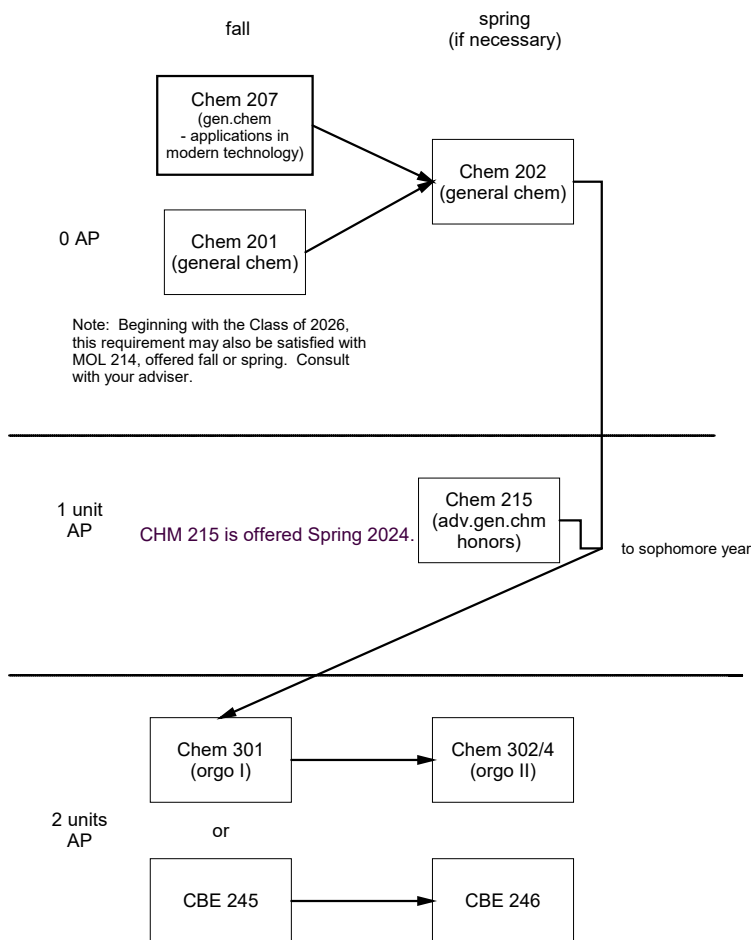 fall
spring
(if necessary)
Chem 207
(gen.chem
- applications in
modern technology)
Chem 202
(general chem)
0 AP
Chem 201
(general chem)
Note:  Beginning with the Class of 2026,
this requirement may also be satisfied with
MOL 214, offered fall or spring.  Consult
with your adviser.
1 unit
AP
CHM 215 is offered Spring 2024.
Chem 215
(adv.gen.chm
honors)
to sophomore year
Chem 301
(orgo I)
Chem 302/4
(orgo II)
2 units
AP
or
CBE 245
CBE 246